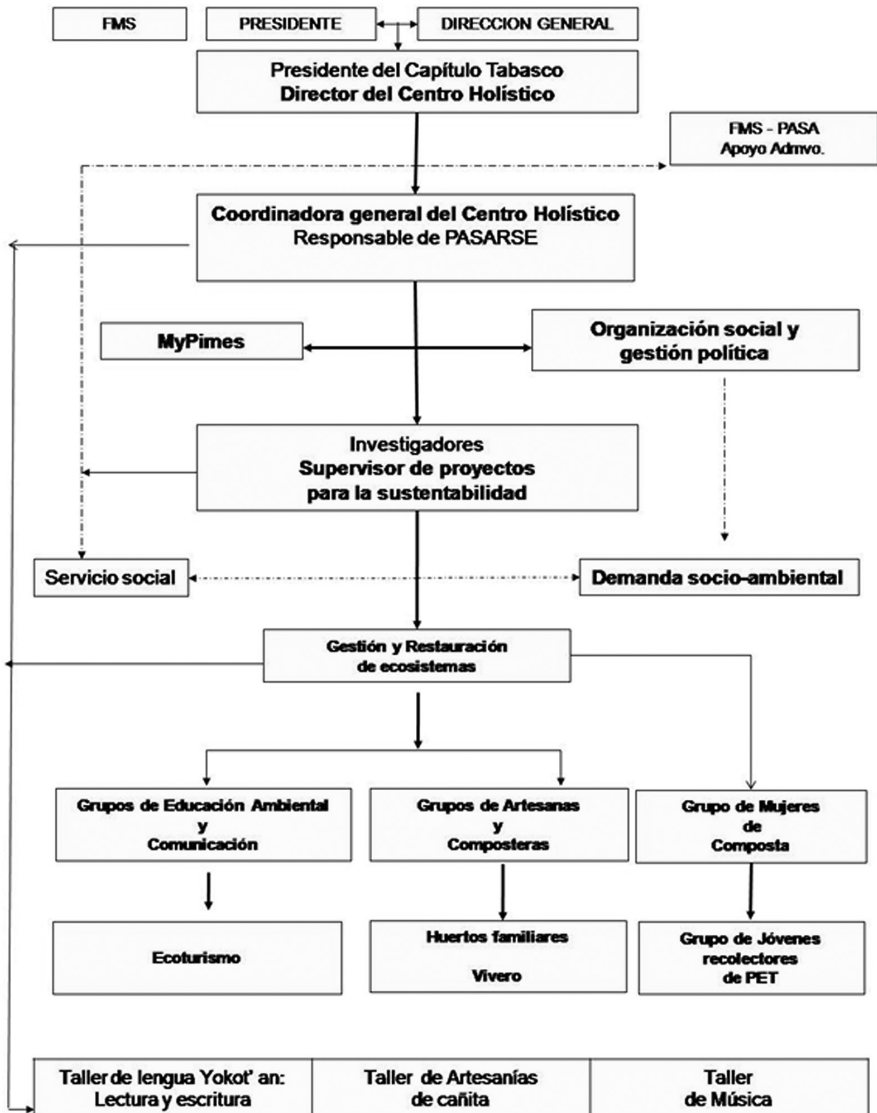 FMS
PRESIDENTE
DIRECCION GENERAL
Presidente del Capítulo Tabasco
Director del Centro Holístico
FMS - PASA
Apoyo Admvo.
Coordinadora general del Centro Holístico
Responsable de PASARSE
MyPimes
Organización social y
gestión política
Investigadores
Supervisor de proyectos
para la sustentabilidad
Servicio social
Demanda socio-ambiental
Gestión y Restauración
de ecosistemas
Grupos de Educación Ambiental
y
Comunicación
Grupos de Artesanas
y
Composteras
Grupo de Mujeres
de
Composta
Ecoturismo
Huertos familiares
Vivero
Grupo de Jóvenes
recolectores
de PET
Taller de lengua Yokot' an:
Lectura y escritura
Taller de Artesanías
de cañita
Taller
de Música